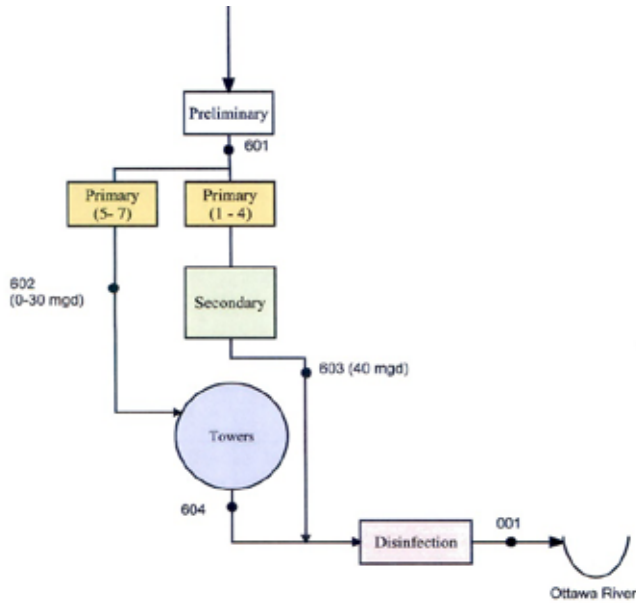 Preliminary
601
Primary
(5- 7)
Primary
(1 - 4)
602
(0-30 mgd)
Secondary
603 (40 mgd)
Towers
604
001
Disinfection
Ottawa River